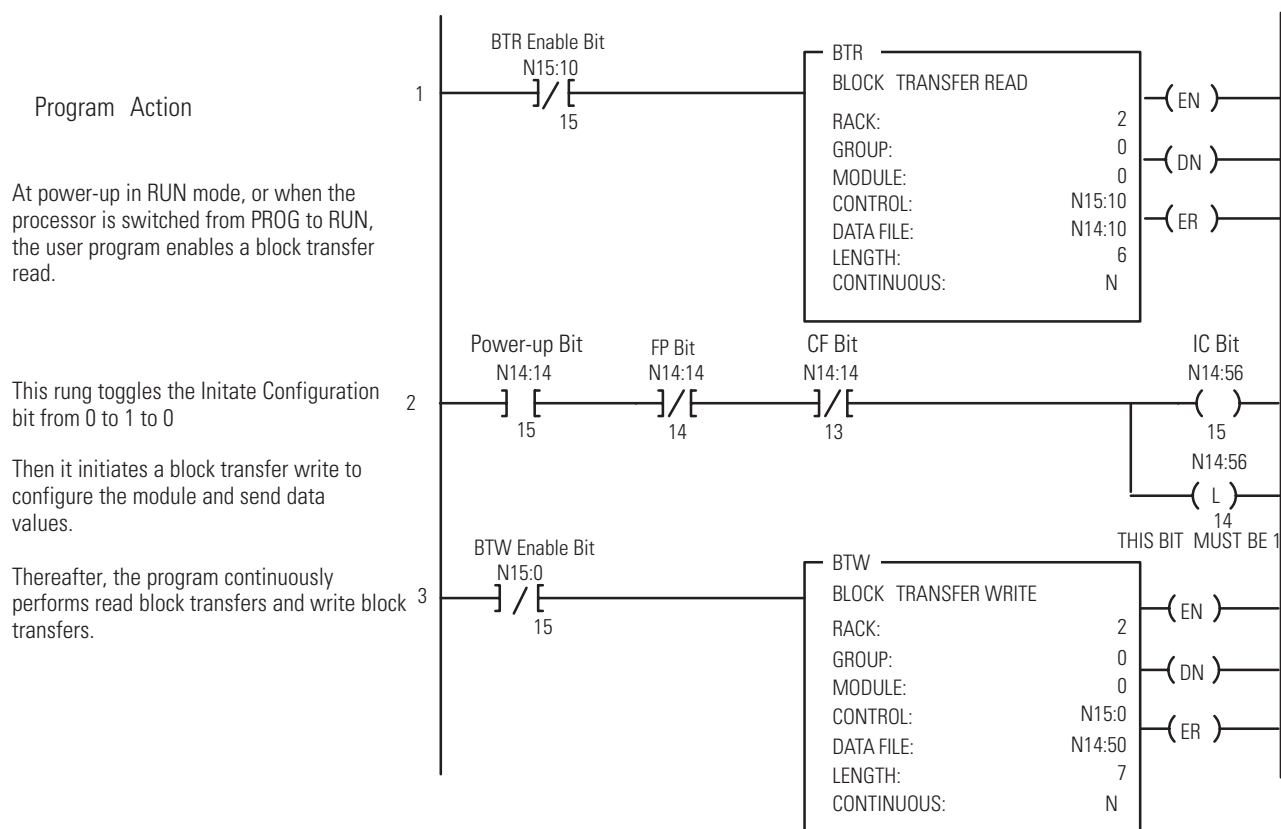 Program Action
At power-up in RUN mode, or when the
processor is switched from PROG to RUN,
the user program enables a block transfer
read.
This rung toggles the Initate Configuration
bit from 0 to 1 to 0
Then it initiates a block transfer write to
configure the module and send data
values.
Thereafter, the program continuously
performs read block transfers and write block
transfers.
1
BTR Enable Bit
N15:10
15
BTR
BLOCK TRANSFER READ
RACK: 2
GROUP: 0
MODULE: 0
CONTROL: N15:10
DATA FILE: N14:10
LENGTH: 6
CONTINUOUS: N
EN
DN
ER
2
Power-up Bit
N14:14
15
FP Bit
N14:14
14
CF Bit
N14:14
13
IC Bit
N14:56
15
N14:56
L
14
THIS BIT MUST BE 1
3
BTW Enable Bit
N15:0
15
BTW
BLOCK TRANSFER WRITE
RACK: 2
GROUP: 0
MODULE: 0
CONTROL: N15:0
DATA FILE: N14:50
LENGTH: 7
CONTINUOUS: N
EN
DN
ER